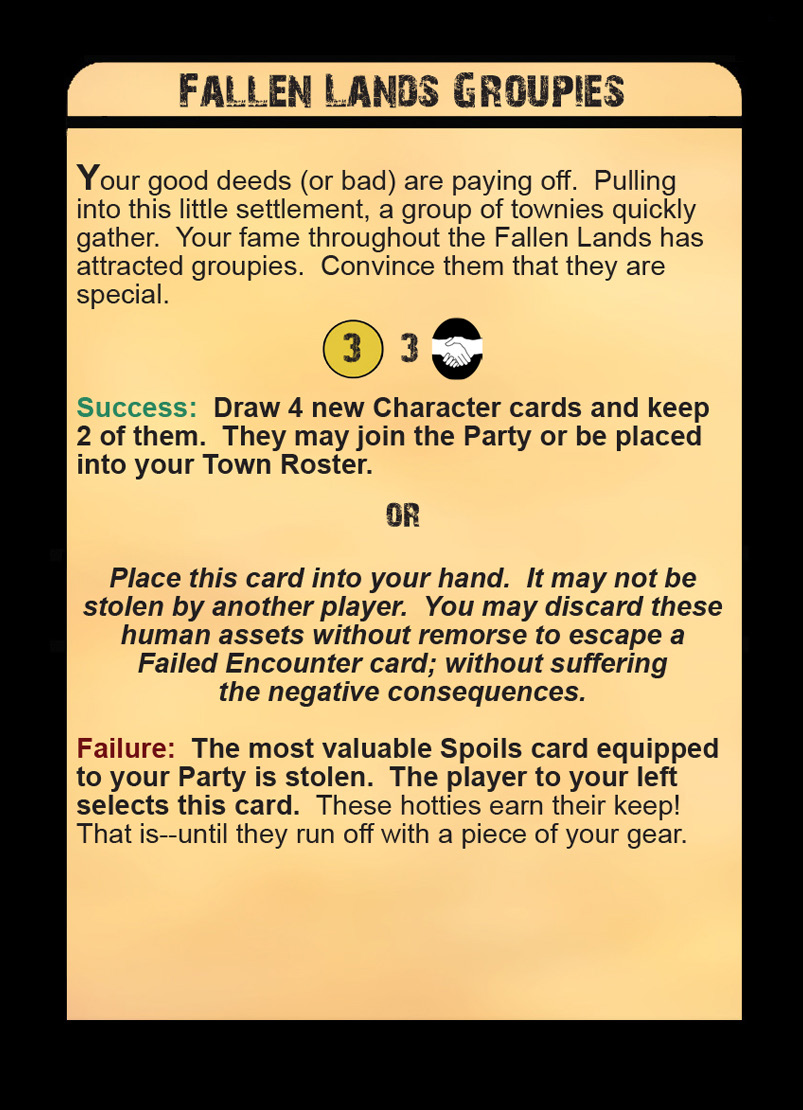 Fallen Lands Groupies
Your good deeds (or bad) are paying off.  Pulling
into this little settlement, a group of townies quickly
gather.  Your fame throughout the Fallen Lands has
attracted groupies.  Convince them that they are
special.
3 3
Success:  Draw 4 new Character cards and keep
2 of them.  They may join the Party or be placed
into your Town Roster.
OR
Place this card into your hand.  It may not be
stolen by another player.  You may discard these
human assets without remorse to escape a
Failed Encounter card; without suffering
the negative consequences.
Failure:  The most valuable Spoils card equipped
to your Party is stolen.  The player to your left
selects this card.  These hotties earn their keep!
That is--until they run off with a piece of your gear.